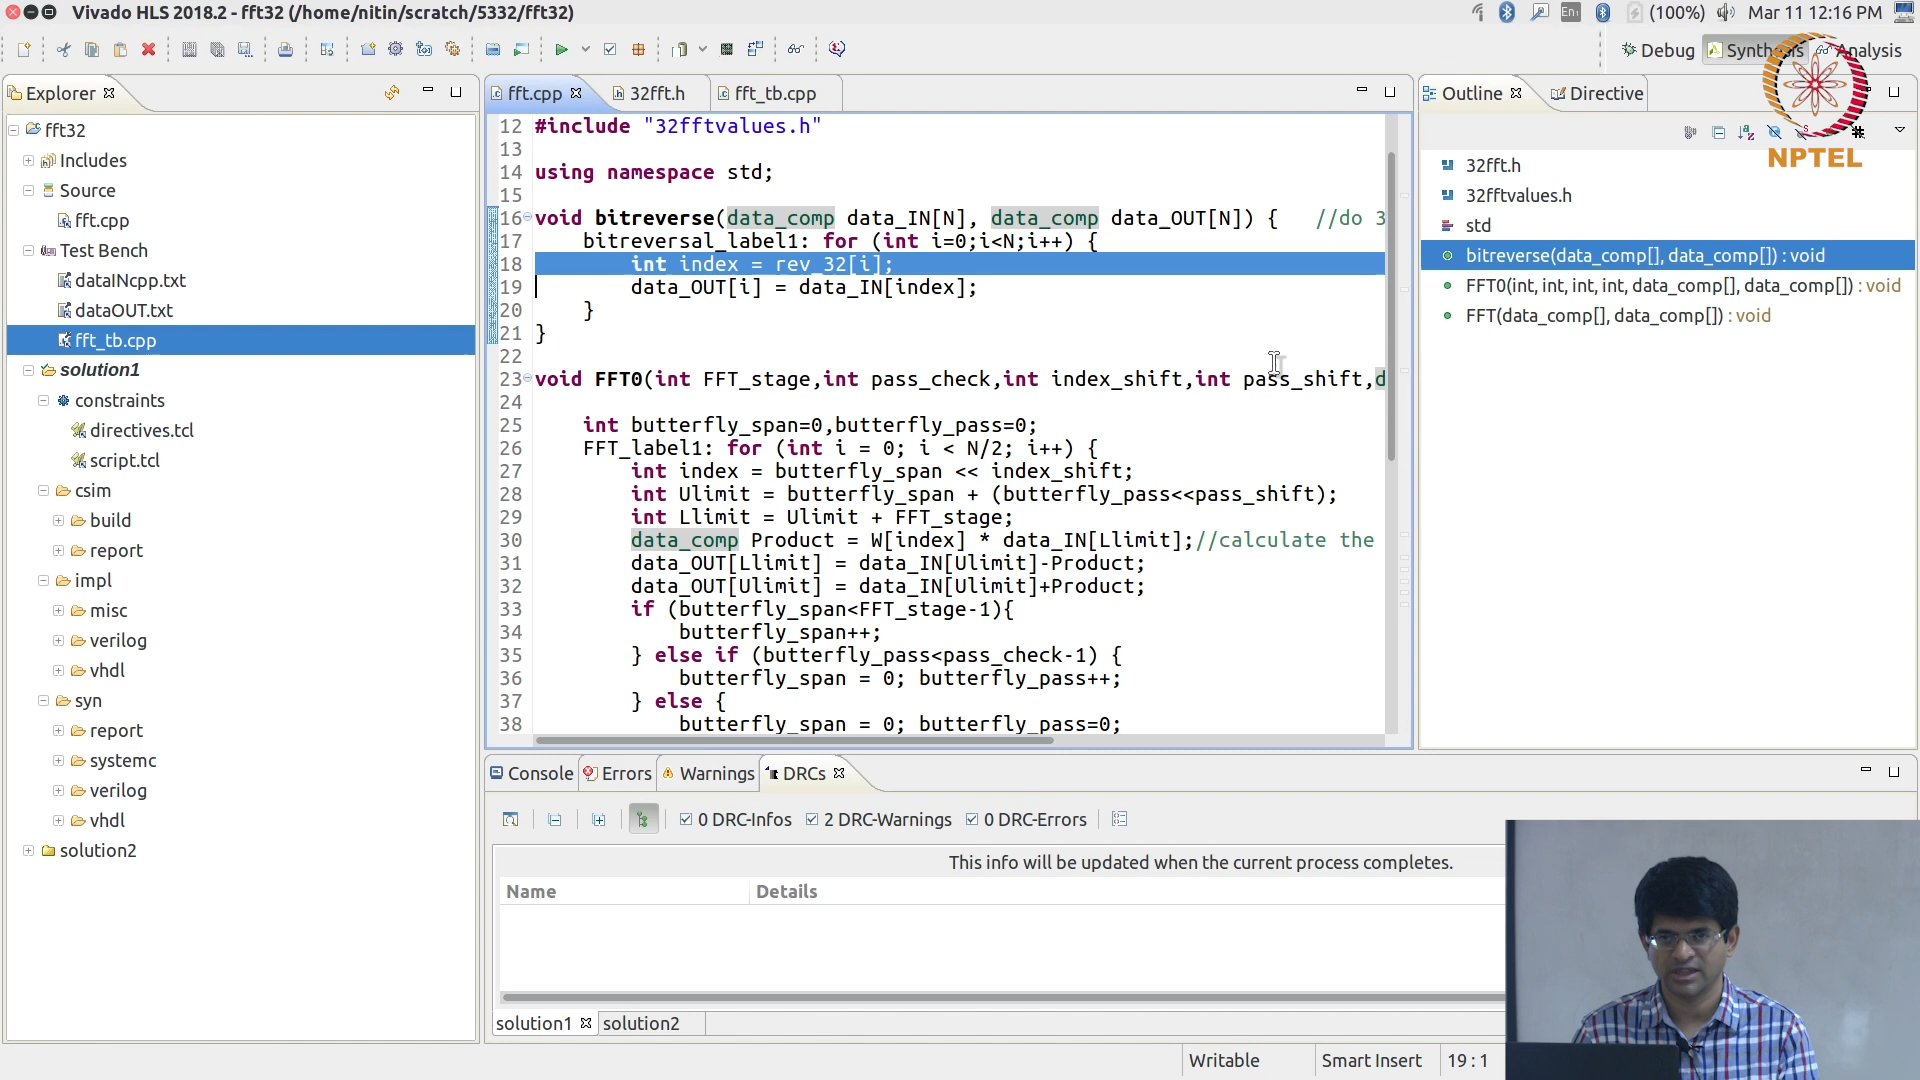 Vivado HLS 2018.2 - fft32 (/home/nitin/scratch/5332/fft32)
En₁
(100%)
Mar 11 12:16 PM
Debug
Synthesis
Analysis
NPTEL
Explorer
fft32
Includes
Source
fft.cpp
Test Bench
dataINcpp.txt
dataOUT.txt
fft_tb.cpp
solution1
constraints
directives.tcl
script.tcl
csim
build
report
impl
misc
verilog
vhdl
syn
report
systemc
verilog
vhdl
solution2
fft.cpp
32fft.h
fft_tb.cpp
12 #include "32fftvalues.h"
13
14 using namespace std;
15
16 void bitreverse(data_comp data_IN[N], data_comp data_OUT[N]) { //do 3
17 bitreversal_label1: for (int i=0;i<N;i++) {
18 int index = rev_32[i];
19 data_OUT[i] = data_IN[index];
20 }
21 }
22
23 void FFT0(int FFT_stage,int pass_check,int index_shift,int pass_shift,d
24
25 int butterfly_span=0,butterfly_pass=0;
26 FFT_label1: for (int i = 0; i < N/2; i++) {
27 int index = butterfly_span << index_shift;
28 int Ulimit = butterfly_span + (butterfly_pass<<pass_shift);
29 int Llimit = Ulimit + FFT_stage;
30 data_comp Product = W[index] * data_IN[Llimit];//calculate the
31 data_OUT[Llimit] = data_IN[Ulimit]-Product;
32 data_OUT[Ulimit] = data_IN[Ulimit]+Product;
33 if (butterfly_span<FFT_stage-1){
34 butterfly_span++;
35 } else if (butterfly_pass<pass_check-1) {
36 butterfly_span = 0; butterfly_pass++;
37 } else {
38 butterfly_span = 0; butterfly_pass=0;
Outline
Directive
32fft.h
32fftvalues.h
std
bitreverse(data_comp[], data_comp[]) : void
FFT0(int, int, int, int, data_comp[], data_comp[]) : void
FFT(data_comp[], data_comp[]) : void
Console
Errors
Warnings
DRCs
0 DRC-Infos
2 DRC-Warnings
0 DRC-Errors
This info will be updated when the current process completes.
Name
Details
solution1
solution2
Writable
Smart Insert
19 : 1